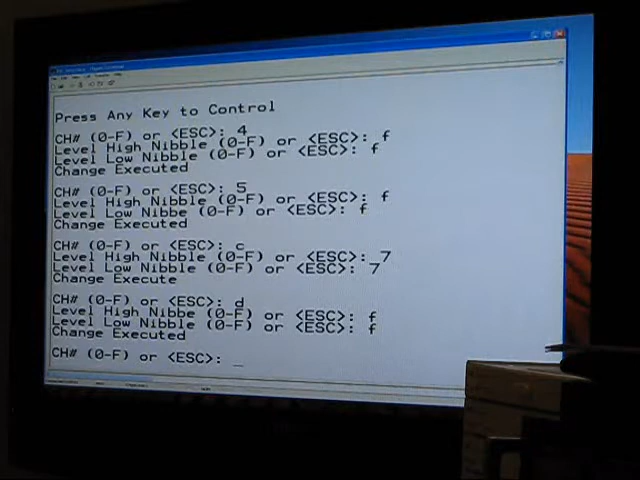 Press Any Key to Control
CH# (0-F) or <ESC>: 4
Level High Nibble (0-F) or <ESC>: f
Level Low Nibble (0-F) or <ESC>: f
Change Executed
CH# (0-F) or <ESC>: 5
Level High Nibble (0-F) or <ESC>: f
Level Low Nibbe (0-F) or <ESC>: f
Change Executed
CH# (0-F) or <ESC>: c
Level High Nibble (0-F) or <ESC>: 7
Level Low Nibble (0-F) or <ESC>: 7
Change Execute
CH# (0-F) or <ESC>: d
Level High Nibbe (0-F) or <ESC>: f
Level Low Nibble (0-F) or <ESC>: f
Change Executed
CH# (0-F) or <ESC>: _